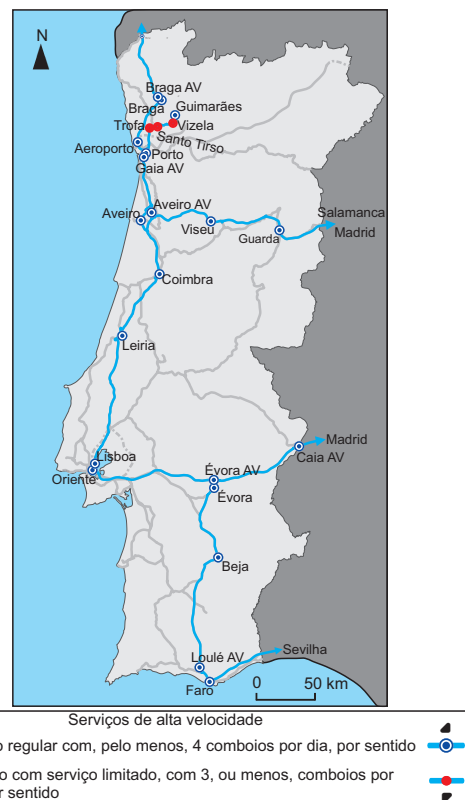 N
Braga AV
Braga
Guimarães
Trofa
Vizela
Santo Tirso
Aeroporto
Porto
Gaia AV
Aveiro AV
Aveiro
Viseu
Salamanca
Guarda
Madrid
Coimbra
Leiria
Lisboa
Madrid
Oriente
Évora AV
Caia AV
Évora
Beja
Loulé AV
Sevilha
Faro
0 50 km
Serviços de alta velocidade
o regular com, pelo menos, 4 comboios por dia, por sentido
o com serviço limitado, com 3, ou menos, comboios por
r sentido